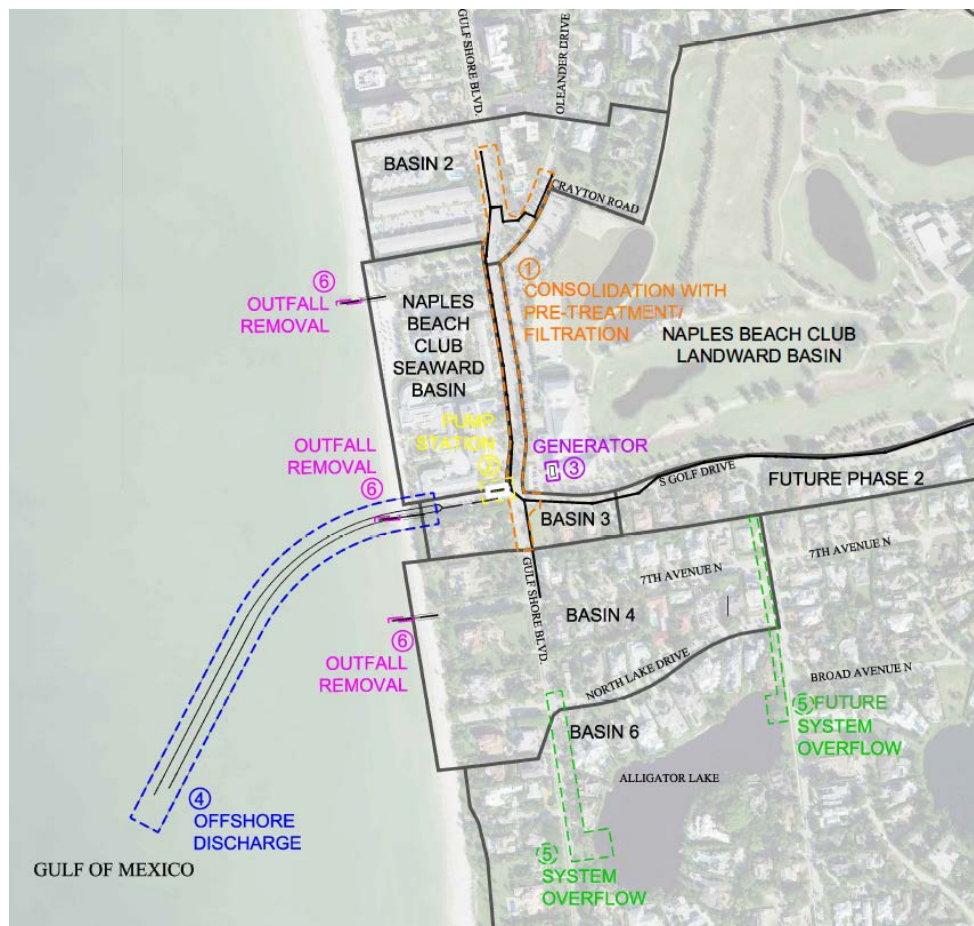 GULF SHORE BLVD.
OLEANDER DRIVE
BASIN 2
CRAYTON ROAD
6
OUTFALL
REMOVAL
NAPLES
BEACH
CLUB
SEAWARD
BASIN
1
CONSOLIDATION WITH
PRE-TREATMENT/
FILTRATION
NAPLES BEACH CLUB
LANDWARD BASIN
PUMP
STATION
2
OUTFALL
REMOVAL
6
GENERATOR
3
S GOLF DRIVE
FUTURE PHASE 2
BASIN 3
GULF SHORE BLVD.
7TH AVENUE N
7TH AVENUE N
BASIN 4
6
OUTFALL
REMOVAL
NORTH LAKE DRIVE
BROAD AVENUE N
5 FUTURE
SYSTEM
OVERFLOW
BASIN 6
ALLIGATOR LAKE
4
OFFSHORE
DISCHARGE
5
SYSTEM
OVERFLOW
GULF OF MEXICO